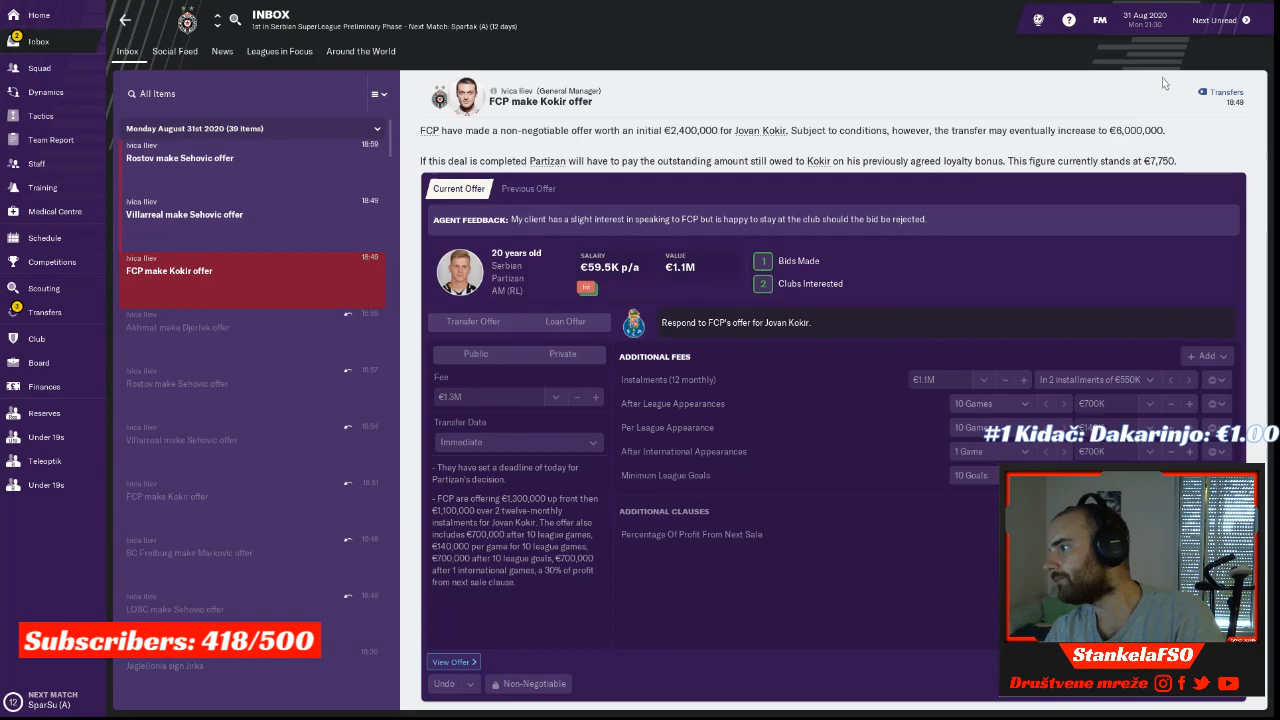 Home
2
Inbox
Squad
Dynamics
Tactics
Team Report
Staff
Training
Medical Centre
Schedule
Competitions
Scouting
3
Transfers
Club
Board
Finances
Reserves
Under 19s
Teleoptik
Under 19s
12
NEXT MATCH
SparSu (A)
INBOX
1st in Serbian SuperLeague Preliminary Phase - Next Match: Spartak (A) (12 days)
?
FM
31 Aug 2020
Mon 21:30
Next Unread
Inbox
Social Feed
News
Leagues in Focus
Around the World
All Items
Monday August 31st 2020 (39 items)
Ivica Iliev
18:59
Rostov make Sehovic offer
Ivica Iliev
18:49
Villarreal make Sehovic offer
Ivica Iliev
18:49
FCP make Kokir offer
Ivica Iliev
18:59
Akhmat make Djerlek offer
Ivica Iliev
18:57
Rostov make Sehovic offer
Ivica Iliev
18:54
Villarreal make Sehovic offer
Ivica Iliev
18:51
FCP make Kokir offer
Ivica Iliev
18:48
SC Freiburg make Markovic offer
Ivica Iliev
18:48
LOSC make Sehovic offer
16:20
Jagiellonia sign Jirka
Subscribers: 418/500
Ivica Iliev (General Manager)
FCP make Kokir offer
Transfers
18:49
FCP have made a non-negotiable offer worth an initial €2,400,000 for Jovan Kokir. Subject to conditions, however, the transfer may eventually increase to €6,000,000.
If this deal is completed Partizan will have to pay the outstanding amount still owed to Kokir on his previously agreed loyalty bonus. This figure currently stands at €7,750.
Current Offer
Previous Offer
AGENT FEEDBACK: My client has a slight interest in speaking to FCP but is happy to stay at the club should the bid be rejected.
20 years old
Serbian
Partizan
AM (RL)
SALARY
€59.5K p/a
Int
VALUE
€1.1M
1
Bids Made
2
Clubs Interested
Transfer Offer
Loan Offer
Respond to FCP's offer for Jovan Kokir.
Public
Private
Fee
€1.3M
Transfer Date
Immediate
- They have set a deadline of today for
Partizan's decision.
- FCP are offering €1,300,000 up front then
€1,100,000 over 2 twelve-monthly
instalments for Jovan Kokir. The offer also
includes €700,000 after 10 league games,
€140,000 per game for 10 league games,
€700,000 after 10 league goals, €700,000
after 1 international games, a 30% of profit
from next sale clause.
ADDITIONAL FEES
Add
Instalments (12 monthly)
€1.1M
In 2 installments of €550K
After League Appearances
10 Games
€700K
Per League Appearance
After International Appearances
1 Game
€700K
Minimum League Goals
10 Goals
ADDITIONAL CLAUSES
Percentage Of Profit From Next Sale
View Offer
Undo
Non-Negotiable
#1 Kidač: Dakarinjo: €1.00
StankelaFSO
Društvene mreže